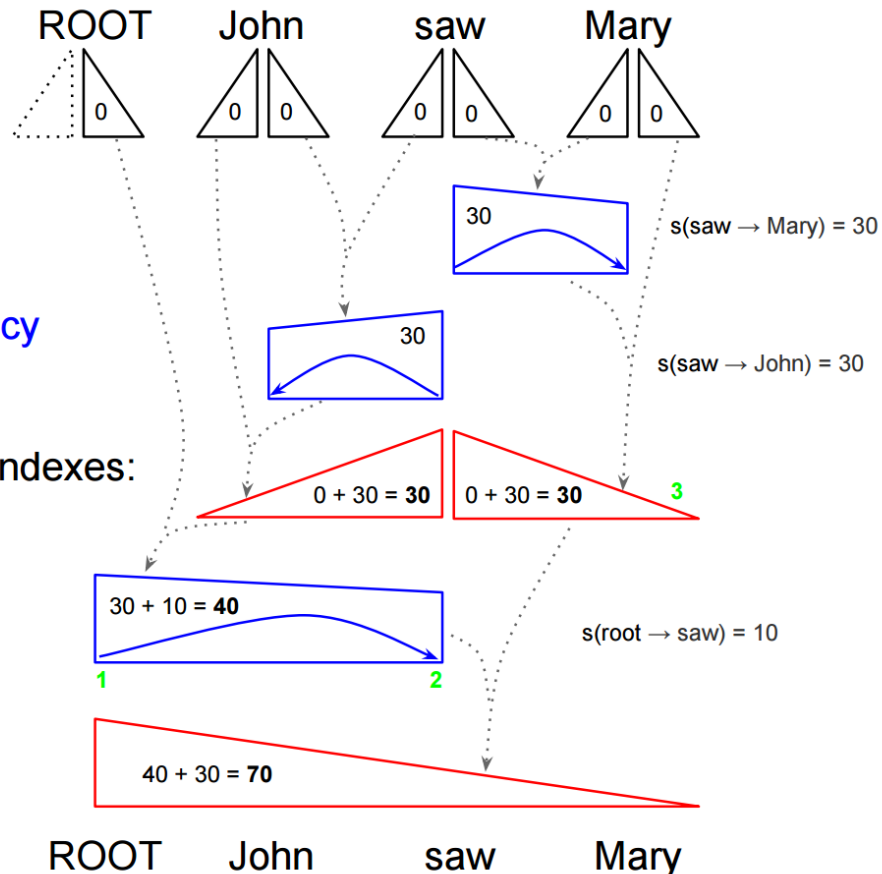 ROOT John saw Mary
0 0 0 0 0 0 0
30
s(saw → Mary) = 30
cy
30
s(saw → John) = 30
ndexes:
0 + 30 = 30 0 + 30 = 30 3
30 + 10 = 40
s(root → saw) = 10
1 2
40 + 30 = 70
ROOT John saw Mary